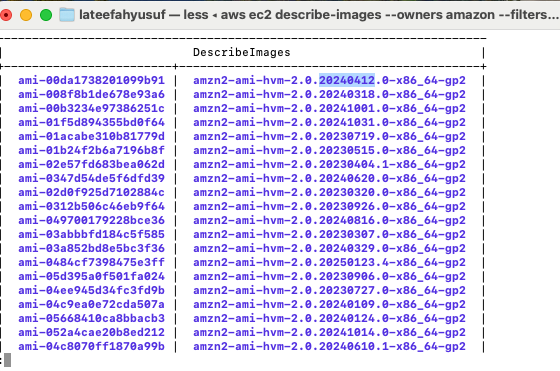 lateefahyusuf — less ◂ aws ec2 describe-images --owners amazon --filters...
DescribeImages
ami-00da1738201099b91 | amzn2-ami-hvm-2.0.20240412.0-x86_64-gp2
ami-008f8b1de678e93a6 | amzn2-ami-hvm-2.0.20240318.0-x86_64-gp2
ami-00b3234e97386251c | amzn2-ami-hvm-2.0.20241001.0-x86_64-gp2
ami-01f5d894355bd0f64 | amzn2-ami-hvm-2.0.20241031.0-x86_64-gp2
ami-01acabe310b81779d | amzn2-ami-hvm-2.0.20230719.0-x86_64-gp2
ami-01b24f2b6a7196b8f | amzn2-ami-hvm-2.0.20230515.0-x86_64-gp2
ami-02e57fd683bea062d | amzn2-ami-hvm-2.0.20230404.1-x86_64-gp2
ami-0347d54de5f6dfd39 | amzn2-ami-hvm-2.0.20240620.0-x86_64-gp2
ami-02d0f925d7102884c | amzn2-ami-hvm-2.0.20230320.0-x86_64-gp2
ami-0312b506c46eb9f64 | amzn2-ami-hvm-2.0.20230926.0-x86_64-gp2
ami-049700179228bce36 | amzn2-ami-hvm-2.0.20240816.0-x86_64-gp2
ami-03abbbfd184c5f585 | amzn2-ami-hvm-2.0.20230307.0-x86_64-gp2
ami-03a852bd8e5bc3f36 | amzn2-ami-hvm-2.0.20240329.0-x86_64-gp2
ami-0484cf7398475e3ff | amzn2-ami-hvm-2.0.20250123.4-x86_64-gp2
ami-05d395a0f501fa024 | amzn2-ami-hvm-2.0.20230906.0-x86_64-gp2
ami-04ee945d34fc3fd9b | amzn2-ami-hvm-2.0.20230727.0-x86_64-gp2
ami-04c9ea0e72cda507a | amzn2-ami-hvm-2.0.20240109.0-x86_64-gp2
ami-05668410ca8bbacb3 | amzn2-ami-hvm-2.0.20240124.0-x86_64-gp2
ami-052a4cae20b8ed212 | amzn2-ami-hvm-2.0.20241014.0-x86_64-gp2
ami-04c8070ff1870a99b | amzn2-ami-hvm-2.0.20240610.1-x86_64-gp2
: